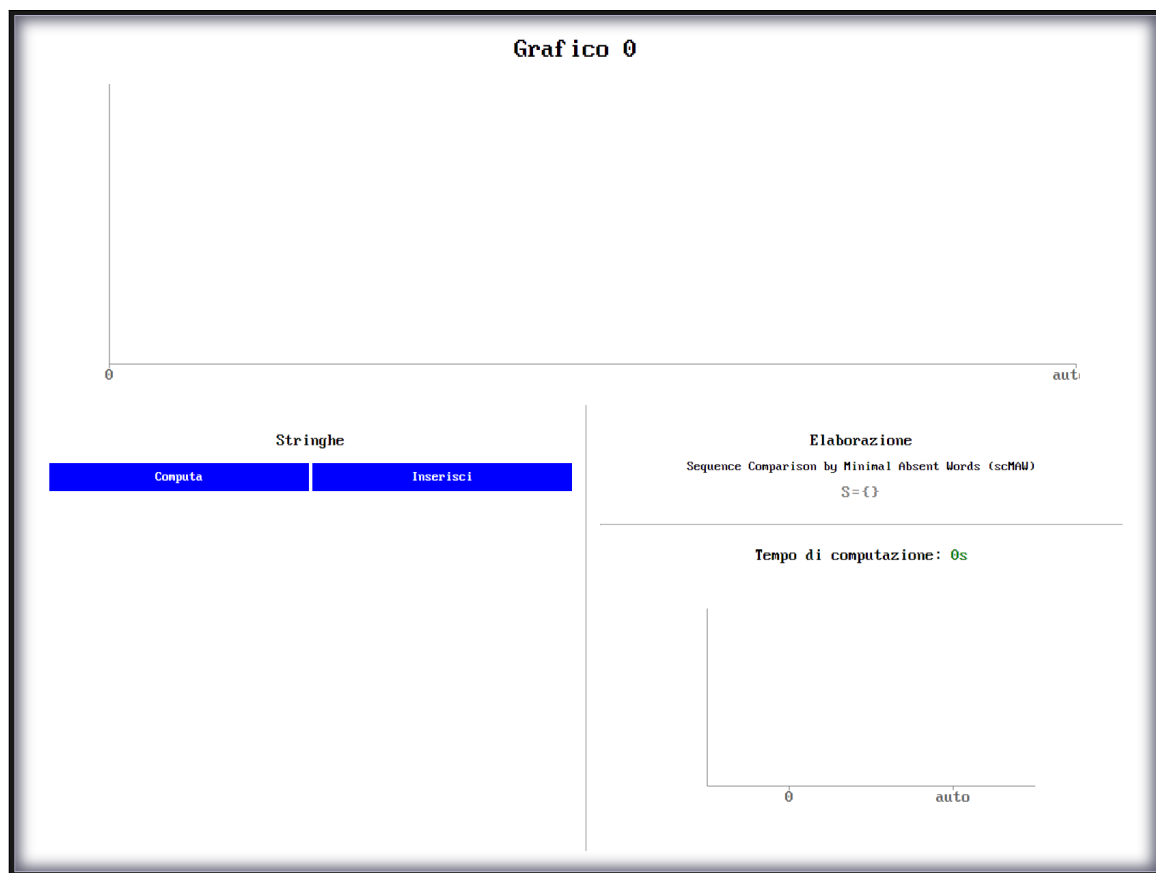 Grafico 0
0 auto
Stringhe
Computa Inserisci
Elaborazione
Sequence Comparison by Minimal Absent Words (scMAW)
S={}
Tempo di computazione: 0s
0 auto